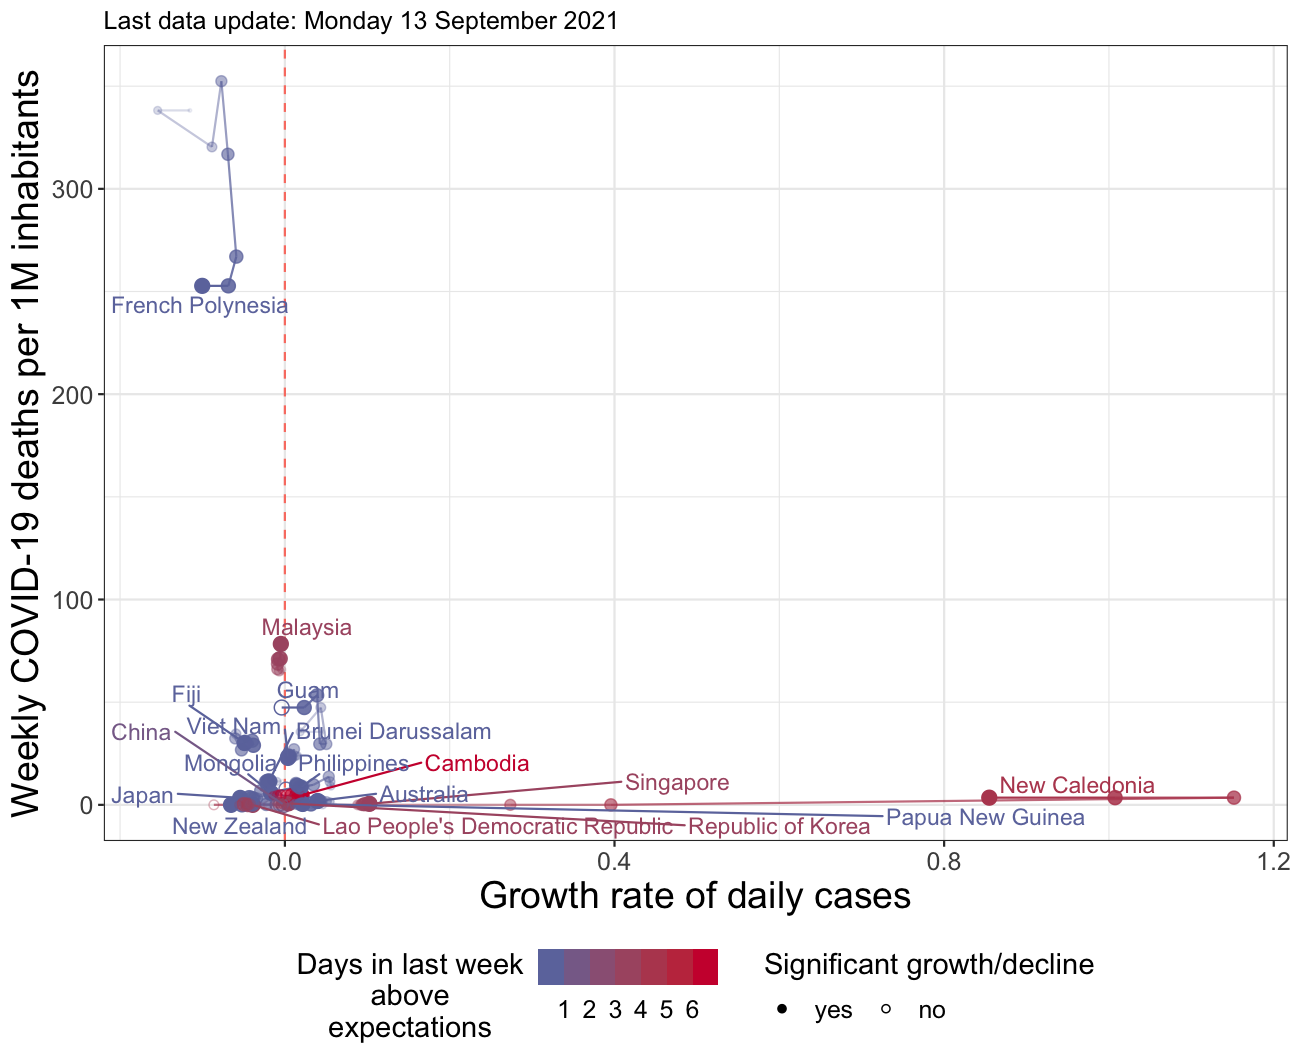 Last data update: Monday 13 September 2021
Weekly COVID-19 deaths per 1M inhabitants
300
200
100
0
French Polynesia
Malaysia
Guam
Fiji
Viet Nam
China
Brunei Darussalam
Mongolia
Philippines
Cambodia
Singapore
New Caledonia
Japan
Australia
Papua New Guinea
New Zealand
Lao People's Democratic Republic
Republic of Korea
0.0
0.4
0.8
1.2
Growth rate of daily cases
Days in last week
above
expectations
1 2 3 4 5 6
Significant growth/decline
yes
no